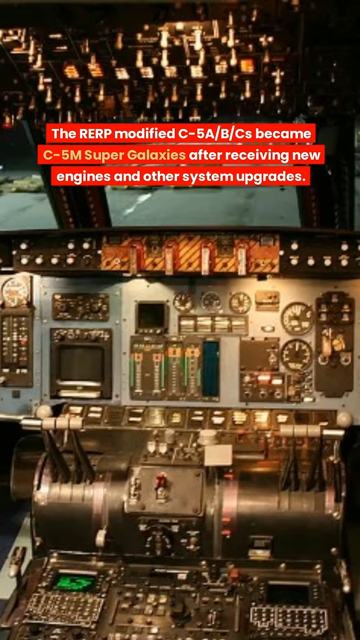 The RERP modified C-5A/B/Cs became
C-5M Super Galaxies after receiving new
engines and other system upgrades.